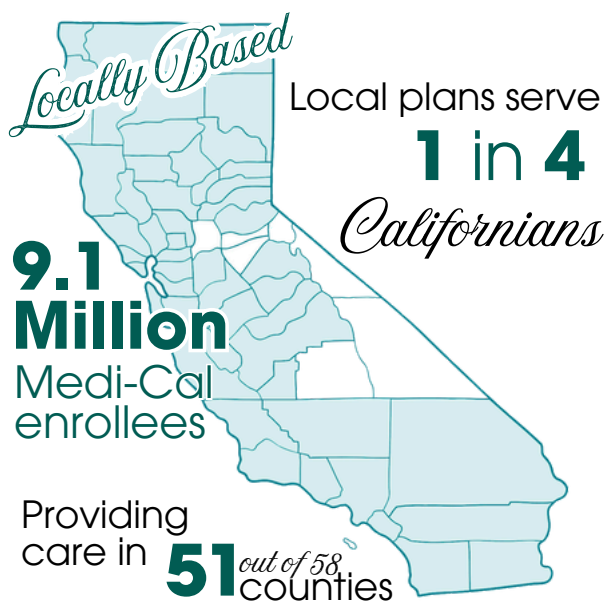 Locally Based
Local plans serve
1 in 4
Californians
9.1
Million
Medi-Cal
enrollees
Providing
care in 51 out of 58
counties